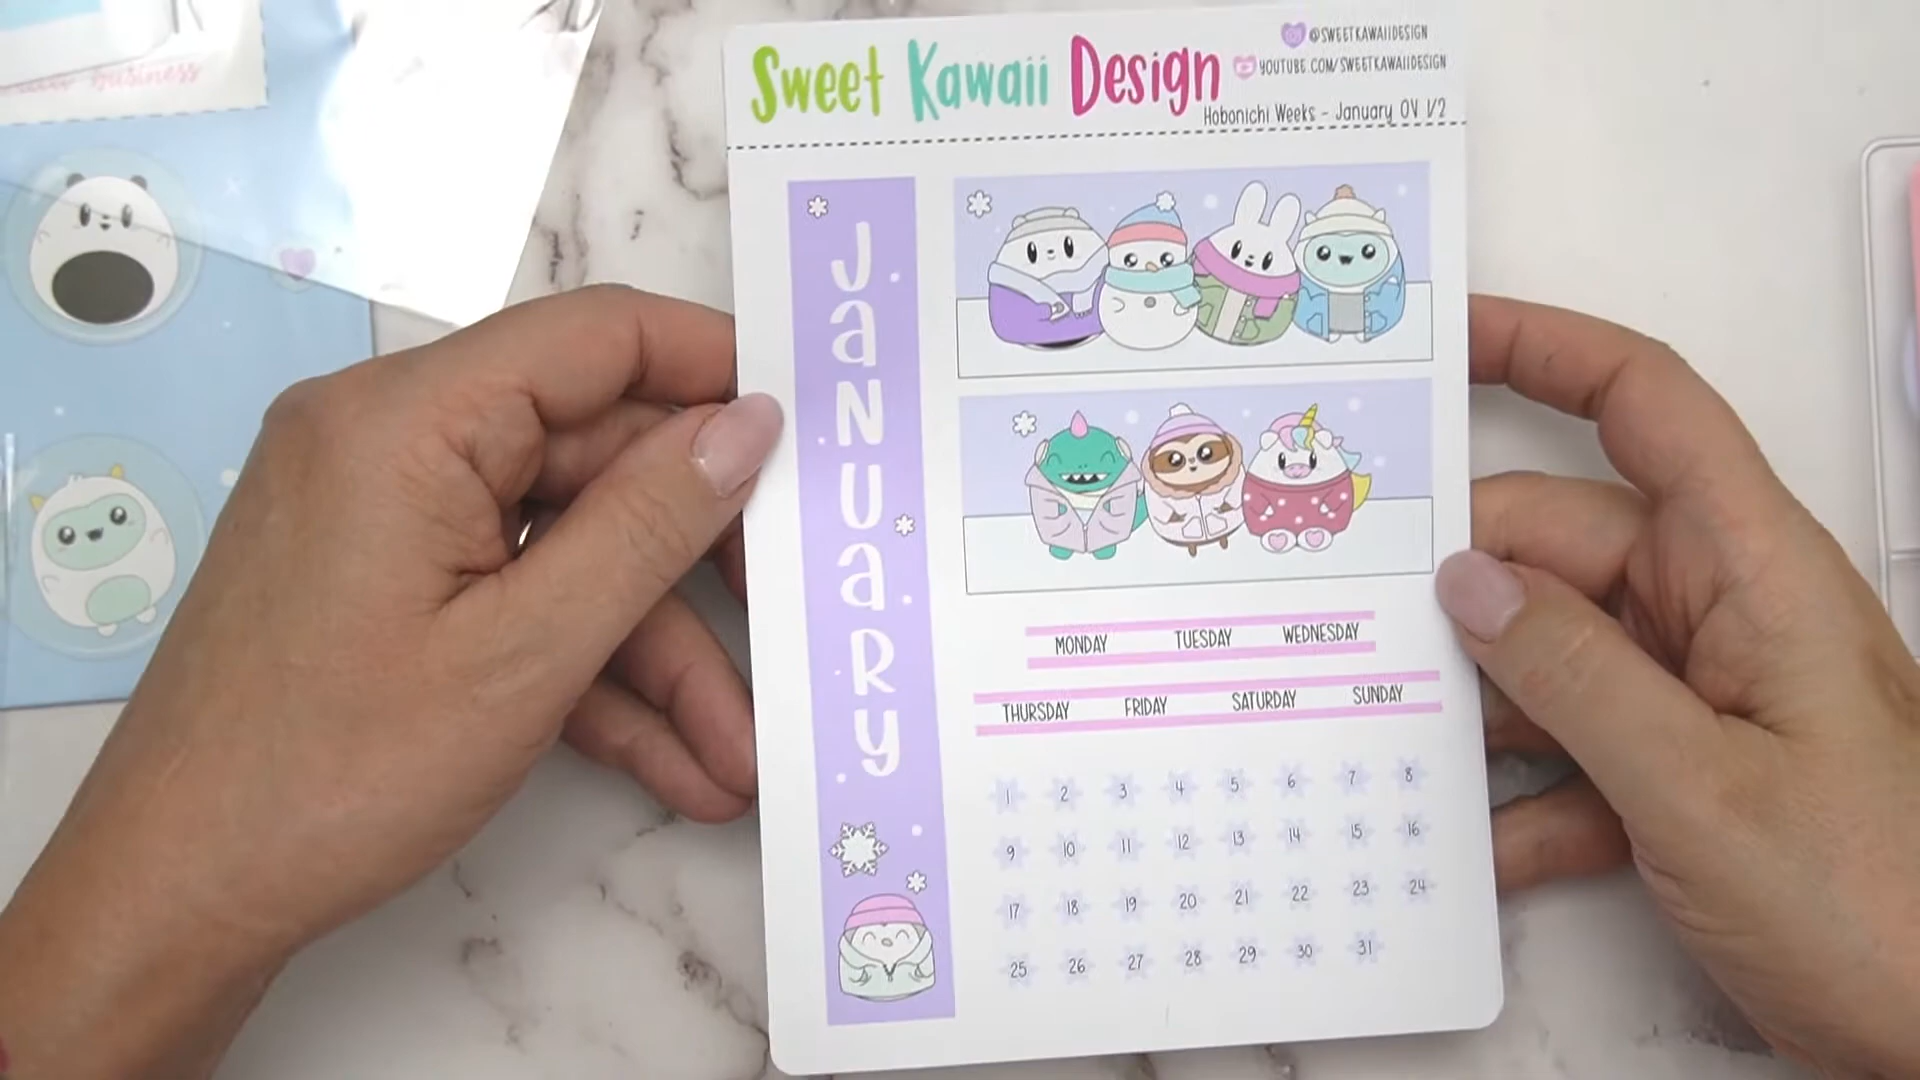 business
Sweet Kawaii Design
@SWEETKAWAIIDESIGN
YOUTUBE.COM/SWEETKAWAIIDESIGN
Hobonichi Weeks - January OV 1/2
JaNUaRy
MONDAY TUESDAY WEDNESDAY
THURSDAY FRIDAY SATURDAY SUNDAY
1 2 3 4 5 6 7 8
9 10 11 12 13 14 15 16
17 18 19 20 21 22 23 24
25 26 27 28 29 30 31